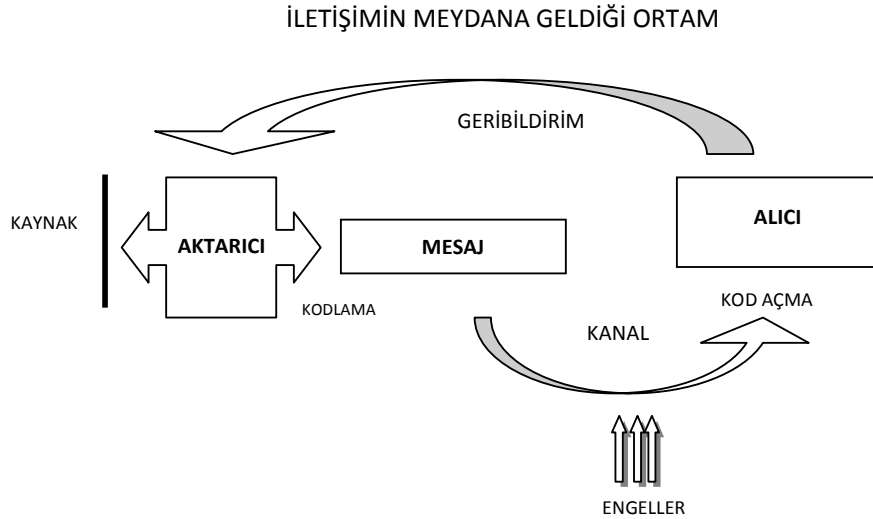 İLETİŞİMİN MEYDANA GELDİĞİ ORTAM
GERİBİLDİRİM
KAYNAK
AKTARICI
MESAJ
ALICI
KODLAMA
KOD AÇMA
KANAL
ENGELLER